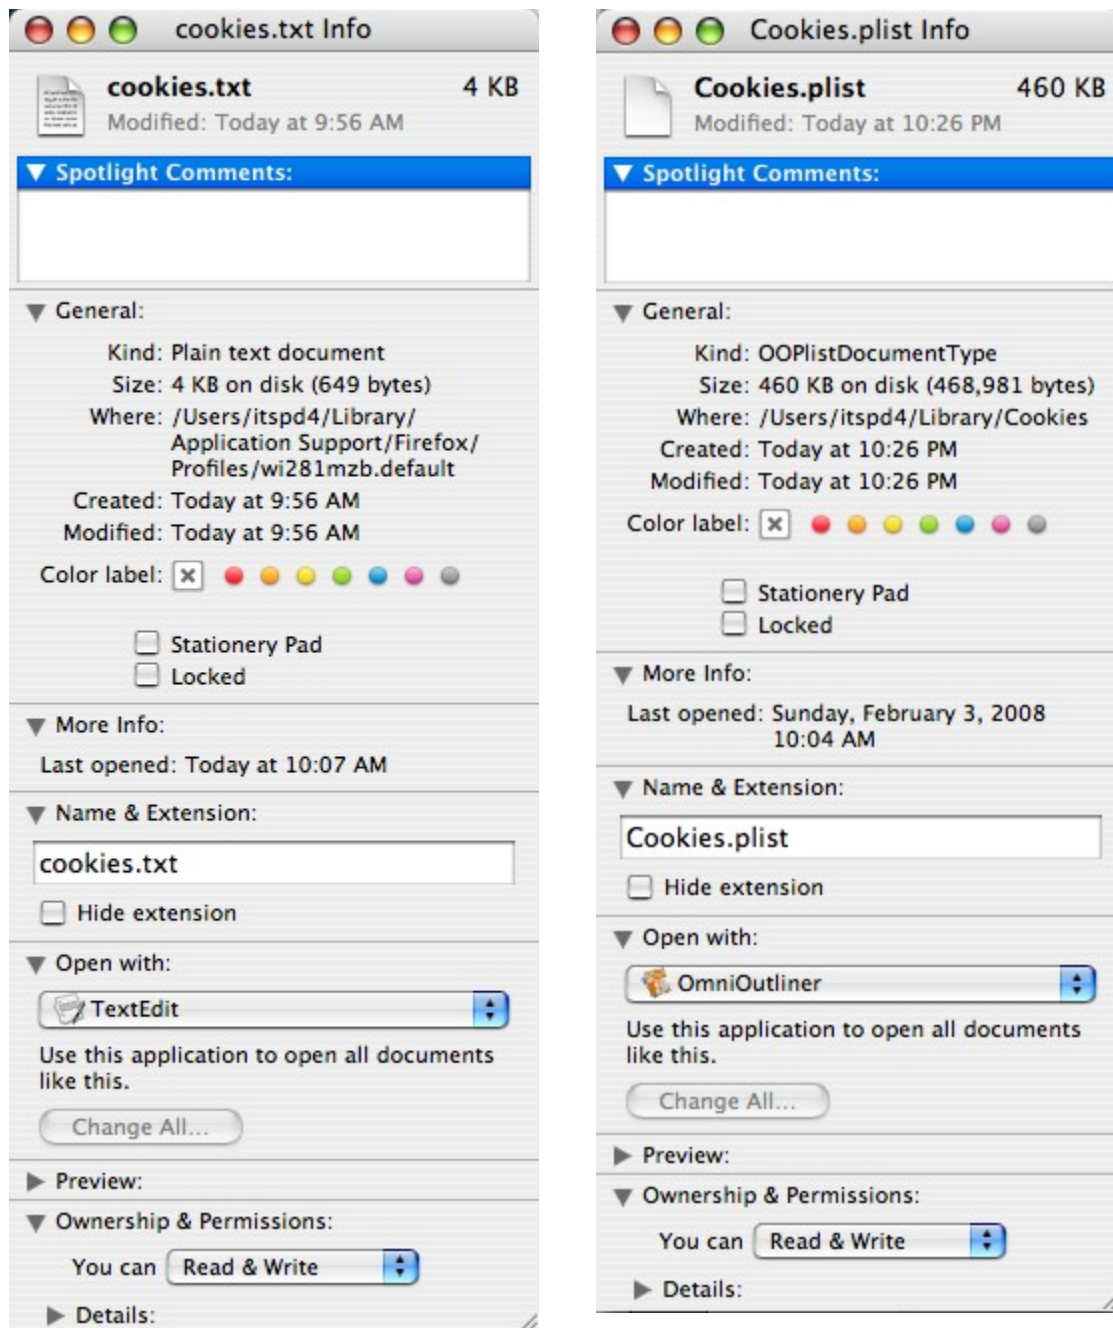 cookies.txt Info
cookies.txt 4 KB
Modified: Today at 9:56 AM
Spotlight Comments:
General:
Kind: Plain text document
Size: 4 KB on disk (649 bytes)
Where: /Users/itspd4/Library/
Application Support/Firefox/
Profiles/wi281mzb.default
Created: Today at 9:56 AM
Modified: Today at 9:56 AM
Color label:
Stationery Pad
Locked
More Info:
Last opened: Today at 10:07 AM
Name & Extension:
cookies.txt
Hide extension
Open with:
TextEdit
Use this application to open all documents
like this.
Change All...
Preview:
Ownership & Permissions:
You can Read & Write
Details:
Cookies.plist Info
Cookies.plist 460 KB
Modified: Today at 10:26 PM
Spotlight Comments:
General:
Kind: OOPlistDocumentType
Size: 460 KB on disk (468,981 bytes)
Where: /Users/itspd4/Library/Cookies
Created: Today at 10:26 PM
Modified: Today at 10:26 PM
Color label:
Stationery Pad
Locked
More Info:
Last opened: Sunday, February 3, 2008
10:04 AM
Name & Extension:
Cookies.plist
Hide extension
Open with:
OmniOutliner
Use this application to open all documents
like this.
Change All...
Preview:
Ownership & Permissions:
You can Read & Write
Details: